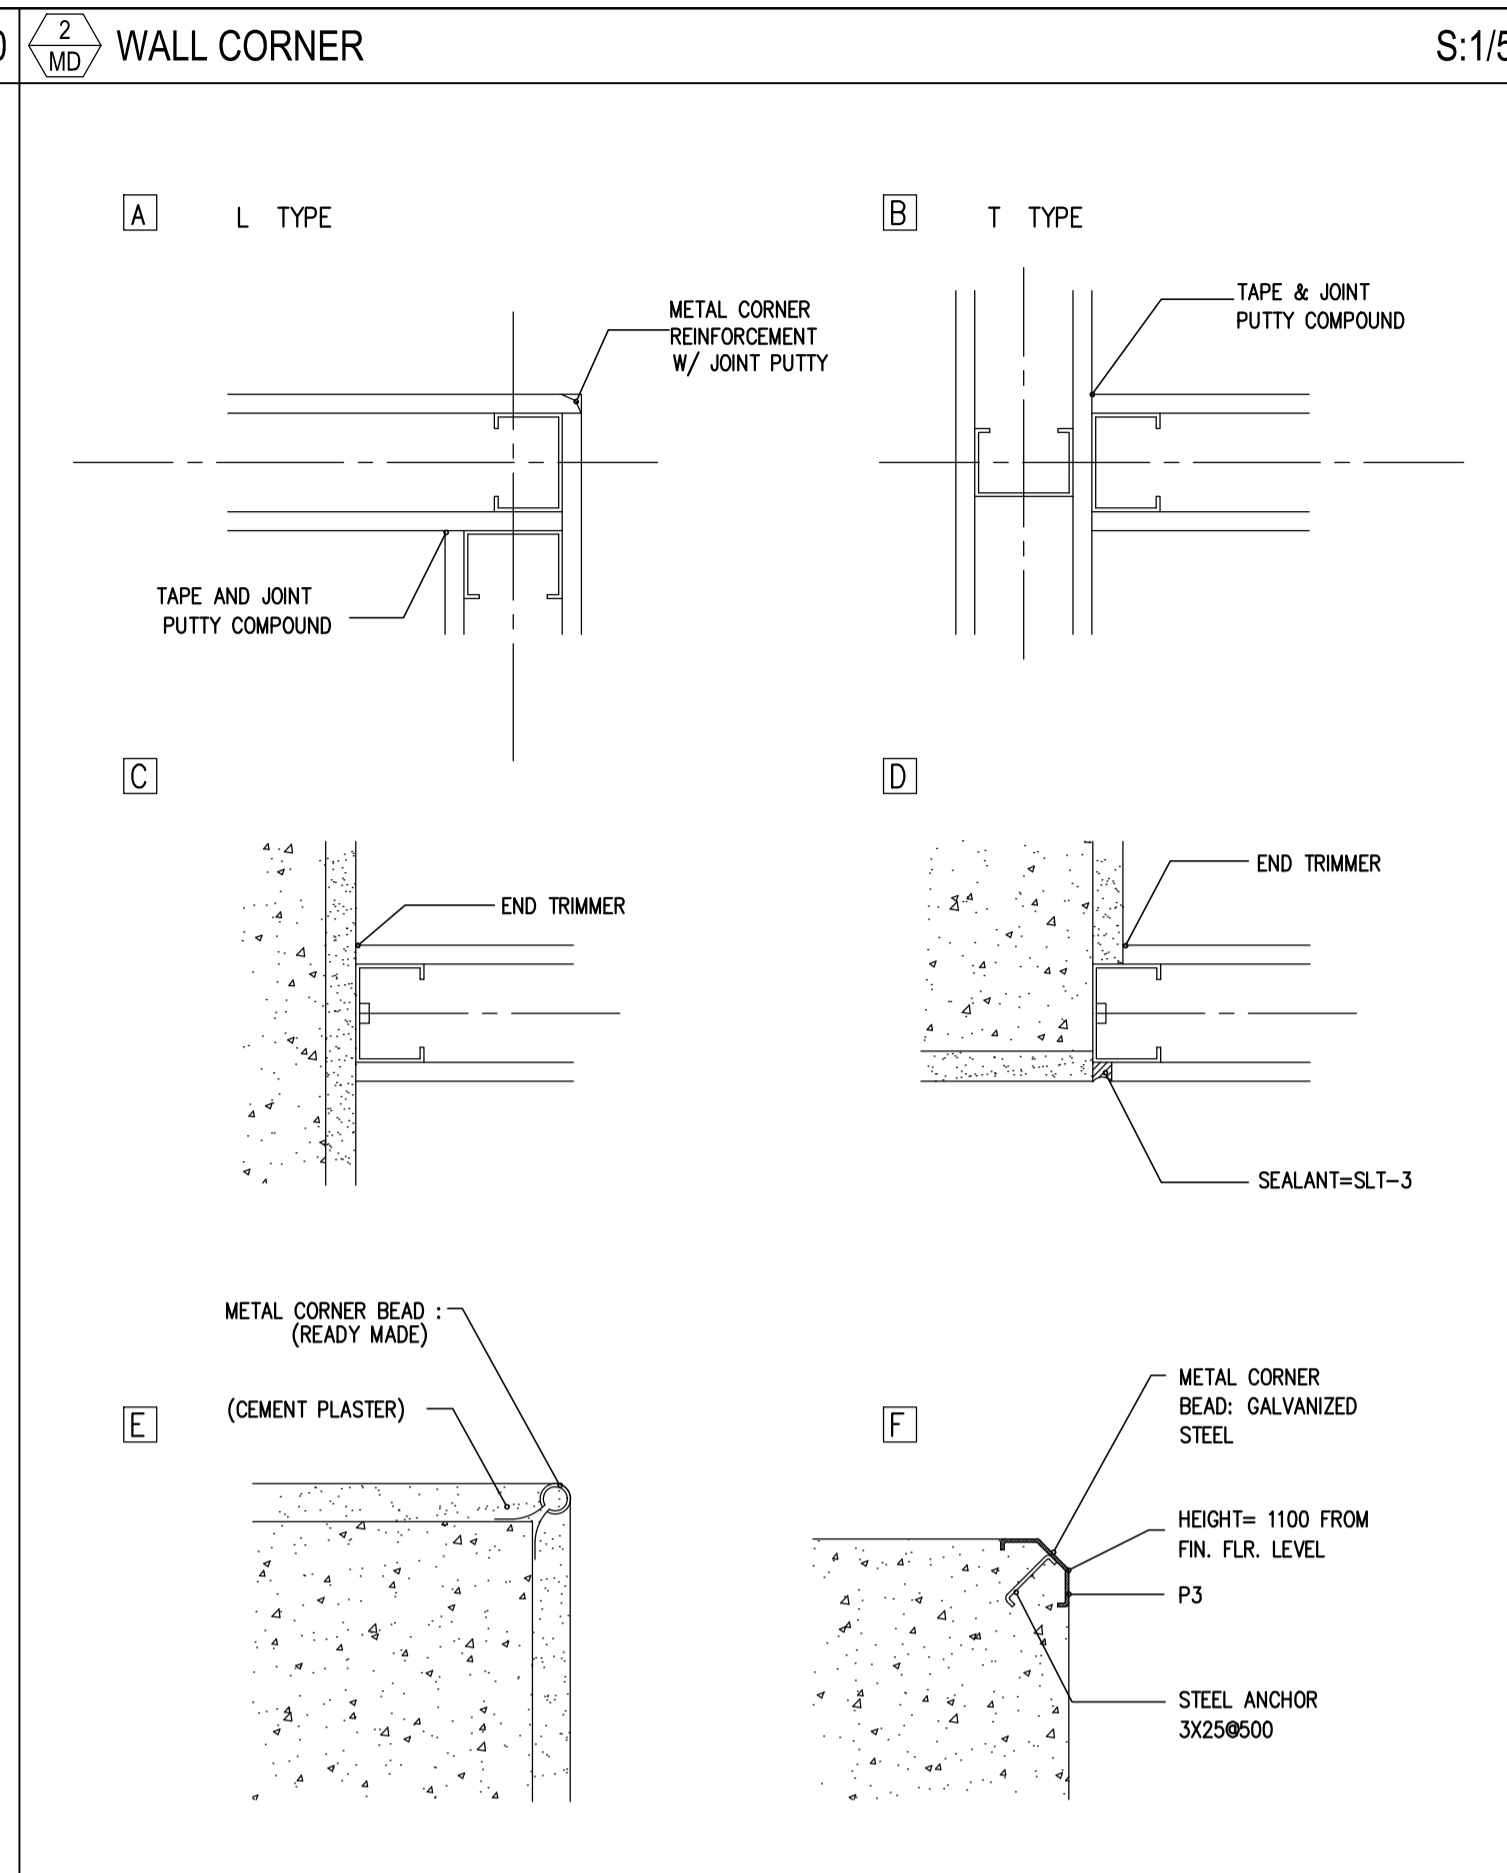 2
MD
WALL CORNER
S:1/5
A
L TYPE
B
T TYPE
METAL CORNER
REINFORCEMENT
W/ JOINT PUTTY
TAPE & JOINT
PUTTY COMPOUND
TAPE AND JOINT
PUTTY COMPOUND
C
D
END TRIMMER
END TRIMMER
SEALANT=SLT-3
METAL CORNER BEAD :
(READY MADE)
(CEMENT PLASTER)
E
F
METAL CORNER
BEAD: GALVANIZED
STEEL
HEIGHT= 1100 FROM
FIN. FLR. LEVEL
P3
STEEL ANCHOR
3X25@500